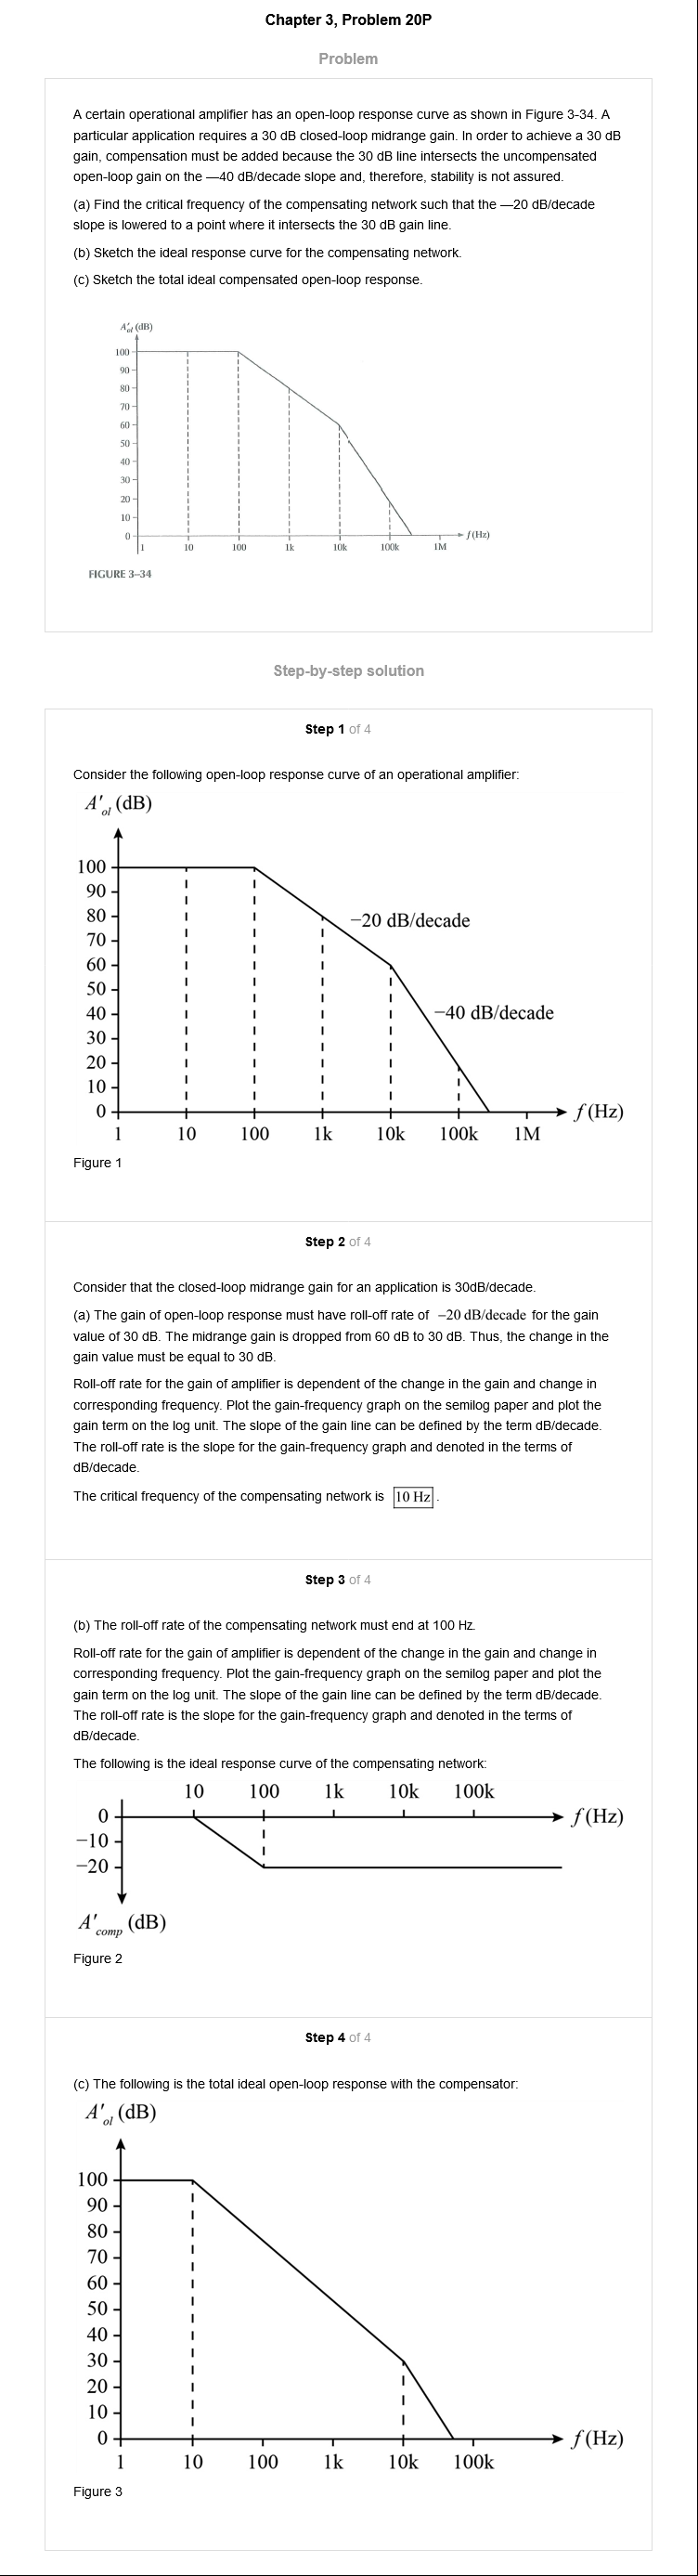 Chapter 3, Problem 20P
Problem
A certain operational amplifier has an open-loop response curve as shown in Figure 3-34. A
particular application requires a 30 dB closed-loop midrange gain. In order to achieve a 30 dB
gain, compensation must be added because the 30 dB line intersects the uncompensated
open-loop gain on the —40 dB/decade slope and, therefore, stability is not assured.
(a) Find the critical frequency of the compensating network such that the —20 dB/decade
slope is lowered to a point where it intersects the 30 dB gain line.
(b) Sketch the ideal response curve for the compensating network.
(c) Sketch the total ideal compensated open-loop response.
A′ol (dB)
100
90
80
70
60
50
40
30
20
10
0
1 10 100 1k 10k 100k 1M f(Hz)
FIGURE 3–34
Step-by-step solution
Step 1 of 4
Consider the following open-loop response curve of an operational amplifier:
A′ol (dB)
100
90
80
−20 dB/decade
70
60
50
40
−40 dB/decade
30
20
10
0
f(Hz)
1 10 100 1k 10k 100k 1M
Figure 1
Step 2 of 4
Consider that the closed-loop midrange gain for an application is 30dB/decade.
(a) The gain of open-loop response must have roll-off rate of −20 dB/decade for the gain
value of 30 dB. The midrange gain is dropped from 60 dB to 30 dB. Thus, the change in the
gain value must be equal to 30 dB.
Roll-off rate for the gain of amplifier is dependent of the change in the gain and change in
corresponding frequency. Plot the gain-frequency graph on the semilog paper and plot the
gain term on the log unit. The slope of the gain line can be defined by the term dB/decade.
The roll-off rate is the slope for the gain-frequency graph and denoted in the terms of
dB/decade.
The critical frequency of the compensating network is 10 Hz.
Step 3 of 4
(b) The roll-off rate of the compensating network must end at 100 Hz.
Roll-off rate for the gain of amplifier is dependent of the change in the gain and change in
corresponding frequency. Plot the gain-frequency graph on the semilog paper and plot the
gain term on the log unit. The slope of the gain line can be defined by the term dB/decade.
The roll-off rate is the slope for the gain-frequency graph and denoted in the terms of
dB/decade.
The following is the ideal response curve of the compensating network:
10 100 1k 10k 100k
0
f(Hz)
−10
−20
A′comp (dB)
Figure 2
Step 4 of 4
(c) The following is the total ideal open-loop response with the compensator:
A′ol (dB)
100
90
80
70
60
50
40
30
20
10
0
f(Hz)
1 10 100 1k 10k 100k
Figure 3